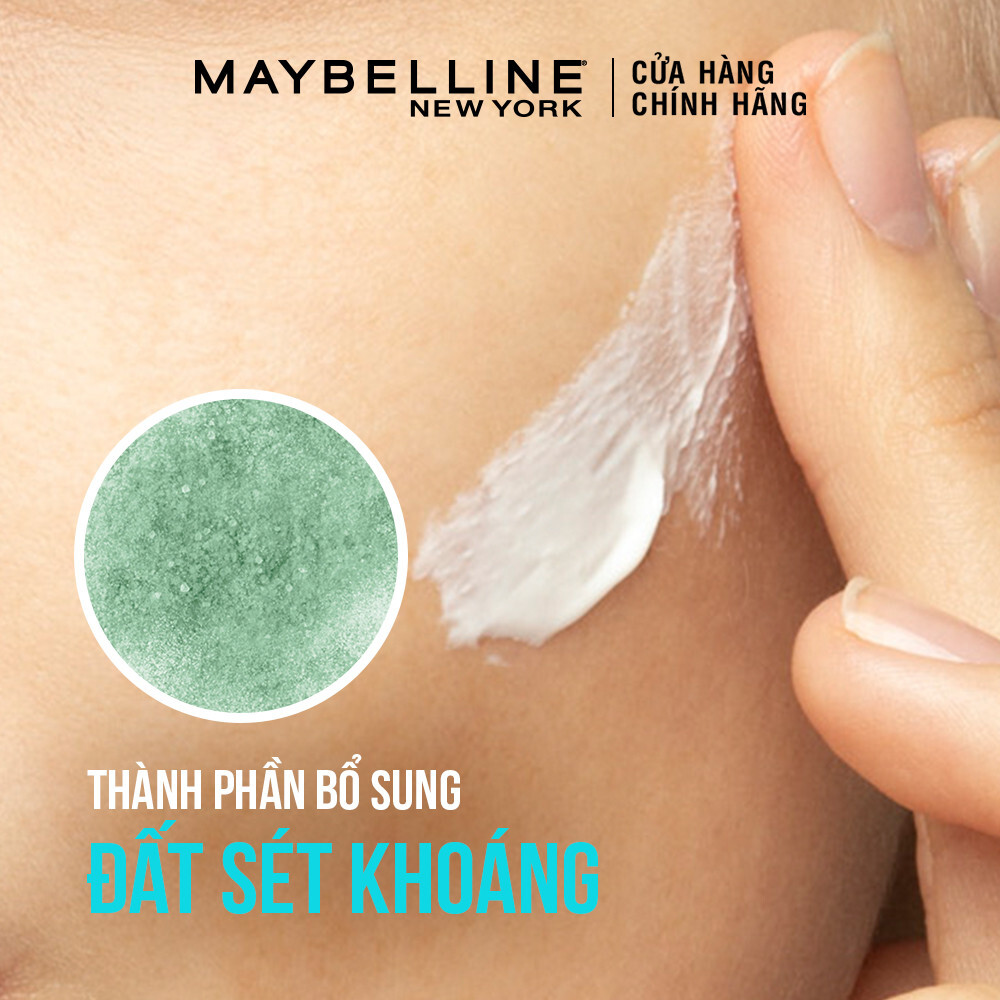 MAYBELLINE®
NEW YORK
CỬA HÀNG
CHÍNH HÃNG
THÀNH PHẦN BỔ SUNG
ĐẤT SÉT KHOÁNG